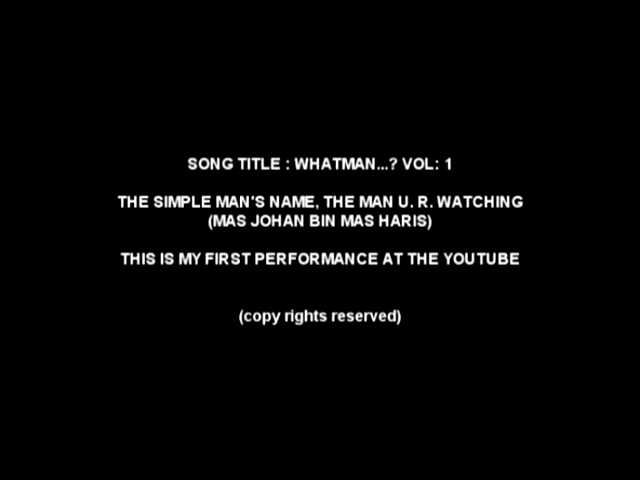 SONG TITLE : WHATMAN...? VOL: 1
THE SIMPLE MAN'S NAME, THE MAN U. R. WATCHING
(MAS JOHAN BIN MAS HARIS)
THIS IS MY FIRST PERFORMANCE AT THE YOUTUBE
(copy rights reserved)